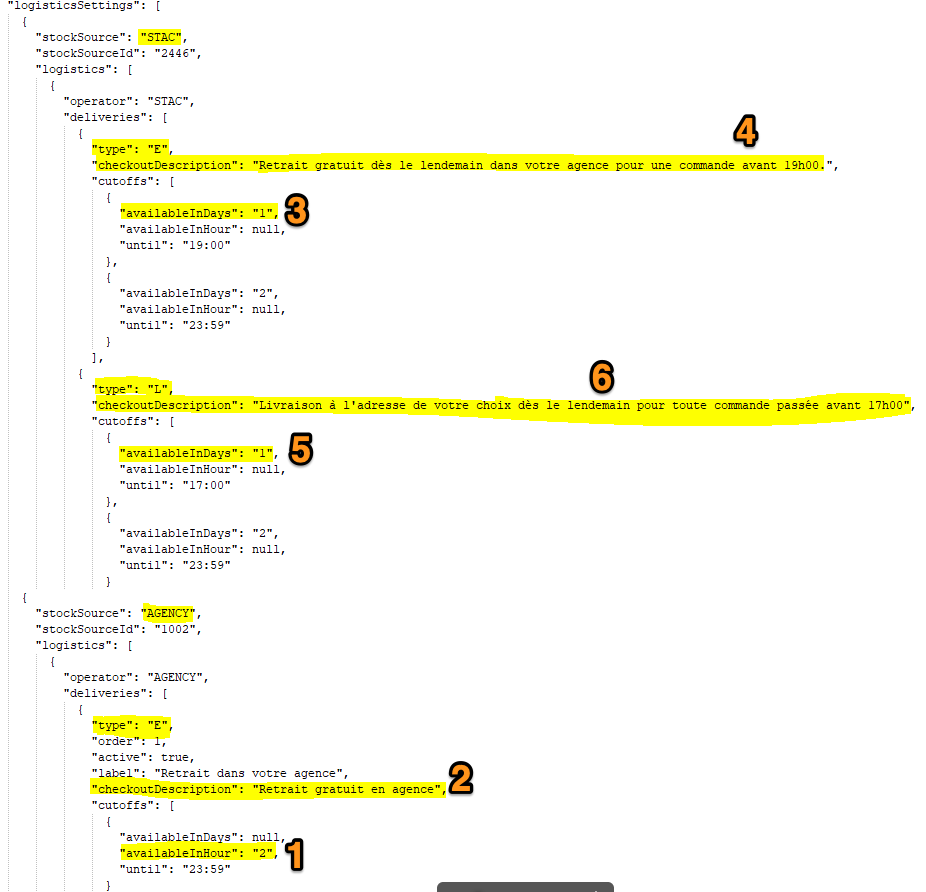 "logisticsSettings": [
{
"stockSource": "STAC",
"stockSourceId": "2446",
"logistics": [
{
"operator": "STAC",
"deliveries": [
{
4
"type": "E",
"checkoutDescription": "Retrait gratuit dès le lendemain dans votre agence pour une commande avant 19h00.",
"cutoffs": [
{
"availableInDays": "1", 3
"availableInHour": null,
"until": "19:00"
},
{
"availableInDays": "2",
"availableInHour": null,
"until": "23:59"
}
],
{
6
"type": "L",
"checkoutDescription": "Livraison à l'adresse de votre choix dès le lendemain pour toute commande passée avant 17h00",
"cutoffs": [
{
"availableInDays": "1", 5
"availableInHour": null,
"until": "17:00"
},
{
"availableInDays": "2",
"availableInHour": null,
"until": "23:59"
}
{
"stockSource": "AGENCY",
"stockSourceId": "1002",
"logistics": [
{
"operator": "AGENCY",
"deliveries": [
{
"type": "E",
"order": 1,
"active": true,
"label": "Retrait dans votre agence",
"checkoutDescription": "Retrait gratuit en agence", 2
"cutoffs": [
{
"availableInDays": null,
"availableInHour": "2", 1
"until": "23:59"
}